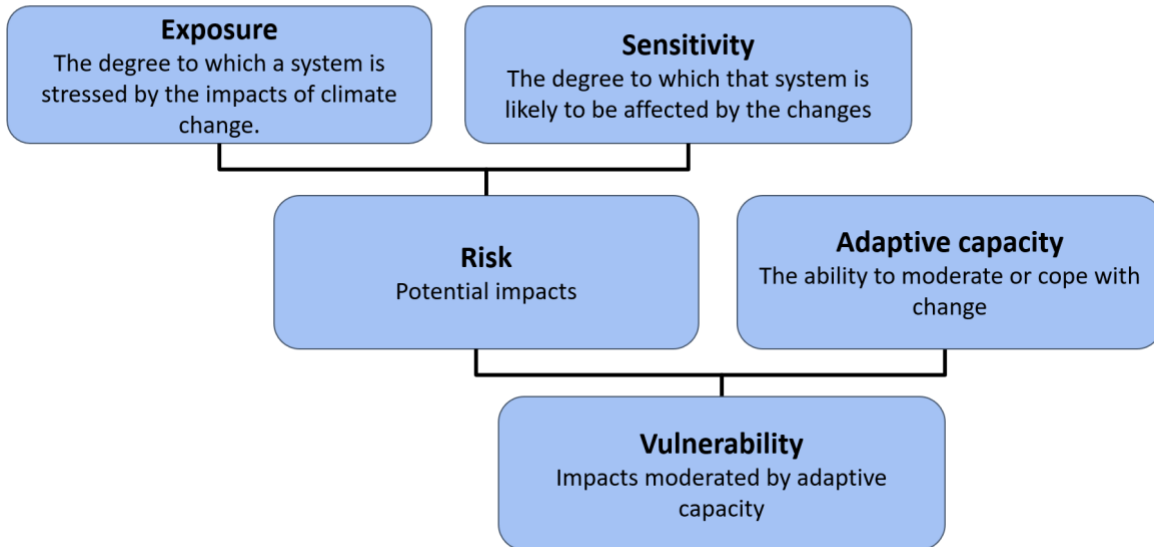 Exposure
The degree to which a system is
stressed by the impacts of climate
change.
Sensitivity
The degree to which that system is
likely to be affected by the changes
Risk
Potential impacts
Adaptive capacity
The ability to moderate or cope with
change
Vulnerability
Impacts moderated by adaptive
capacity